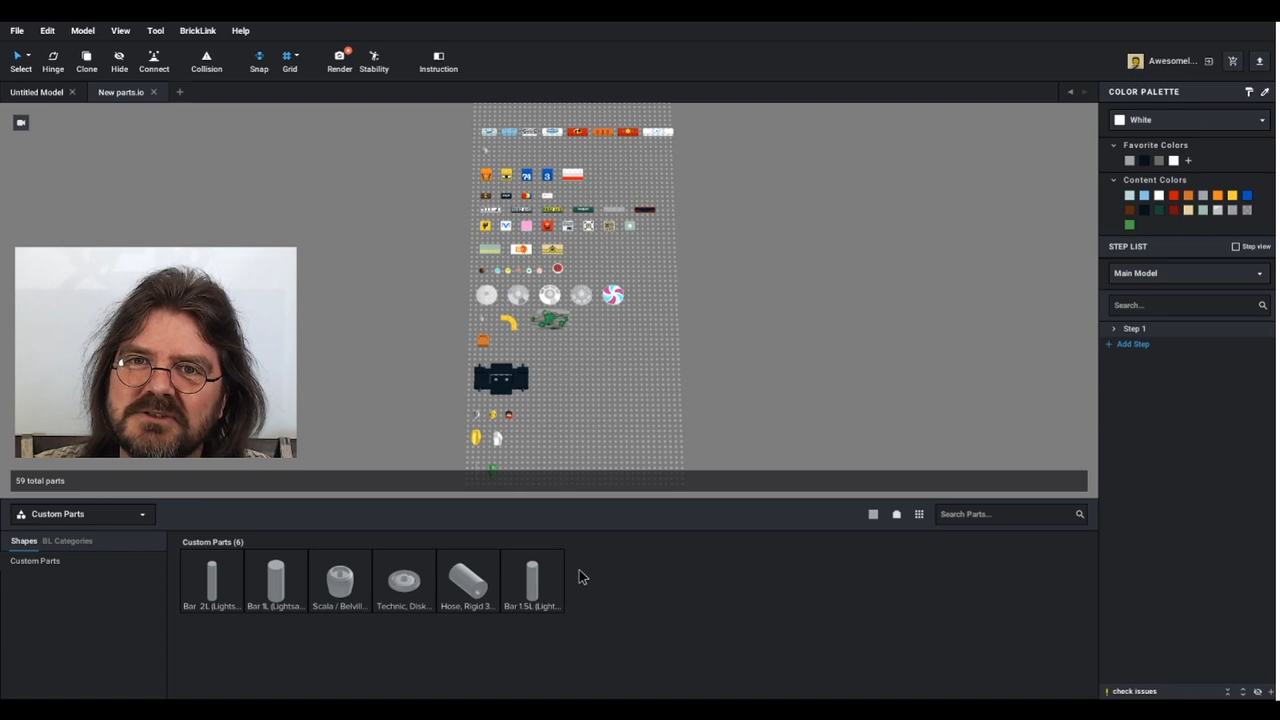 File Edit Model View Tool BrickLink Help
Select Hinge Clone Hide Connect Collision Snap Grid Render Stability Instruction
Awesomel...
Untitled Model New parts.io
COLOR PALETTE
White
Favorite Colors
Content Colors
STEP LIST
Step view
Main Model
Search...
Step 1
Add Step
74 3
59 total parts
Custom Parts
Search Parts...
Shapes BL Categories
Custom Parts
Custom Parts (6)
Bar 2L (Lights... Bar 1L (Lightsa... Scala / Belvill... Technic, Disk... Hose, Rigid 3... Bar 1.5L (Light...
check issues